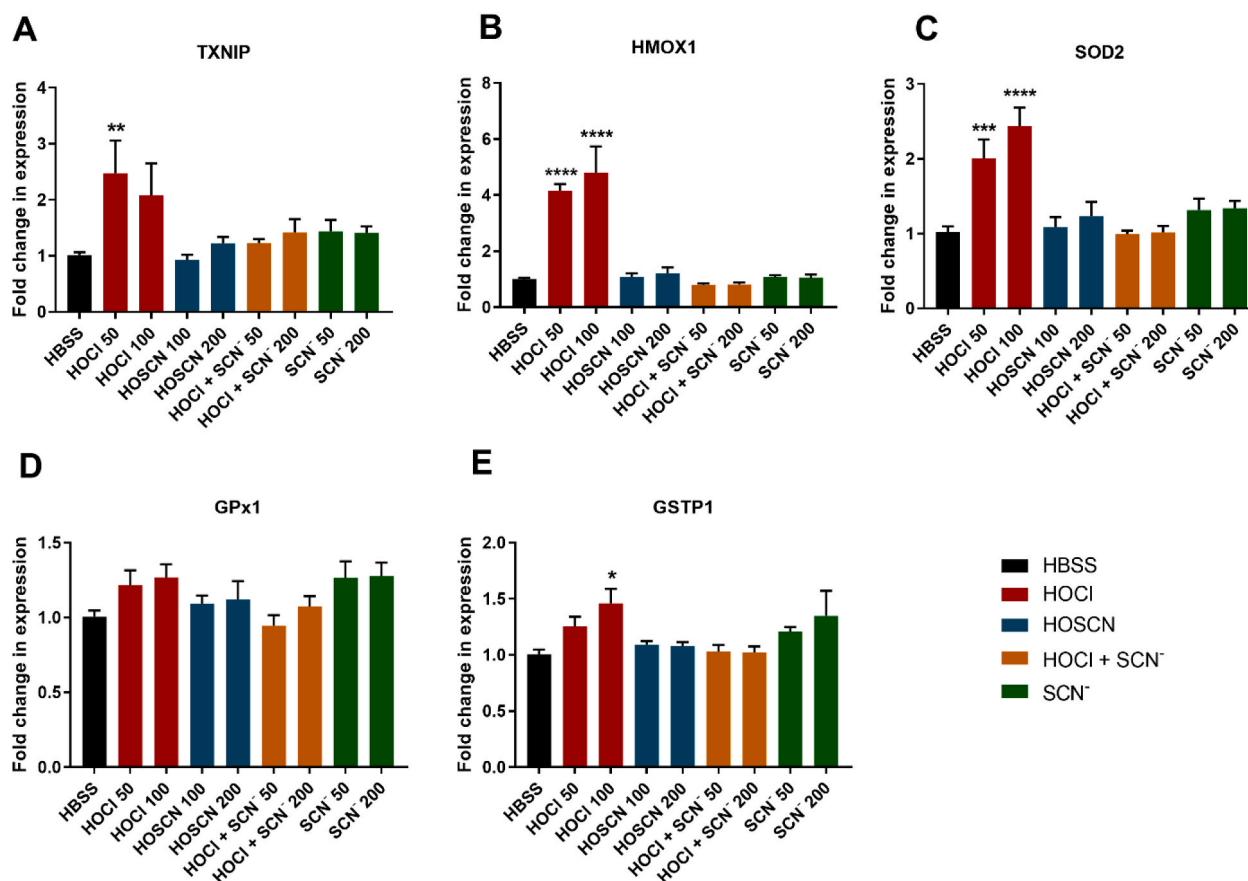 A
TXNIP
Fold change in expression
4
3
2
1
0
**
HBSS
HOCl 50
HOCl 100
HOSCN 100
HOSCN 200
HOCl + SCN⁻ 50
HOCl + SCN⁻ 200
SCN⁻ 50
SCN⁻ 200
B
HMOX1
Fold change in expression
8
6
4
2
0
****
****
HBSS
HOCl 50
HOCl 100
HOSCN 100
HOSCN 200
HOCl + SCN⁻ 50
HOCl + SCN⁻ 200
SCN⁻ 50
SCN⁻ 200
C
SOD2
Fold change in expression
3
2
1
0
***
****
HBSS
HOCl 50
HOCl 100
HOSCN 100
HOSCN 200
HOCl + SCN⁻ 50
HOCl + SCN⁻ 200
SCN⁻ 50
SCN⁻ 200
D
GPx1
Fold change in expression
1.5
1.0
0.5
0.0
HBSS
HOCl 50
HOCl 100
HOSCN 100
HOSCN 200
HOCl + SCN⁻ 50
HOCl + SCN⁻ 200
SCN⁻ 50
SCN⁻ 200
E
GSTP1
Fold change in expression
2.0
1.5
1.0
0.5
0.0
*
HBSS
HOCl 50
HOCl 100
HOSCN 100
HOSCN 200
HOCl + SCN⁻ 50
HOCl + SCN⁻ 200
SCN⁻ 50
SCN⁻ 200
HBSS
HOCl
HOSCN
HOCl + SCN⁻
SCN⁻